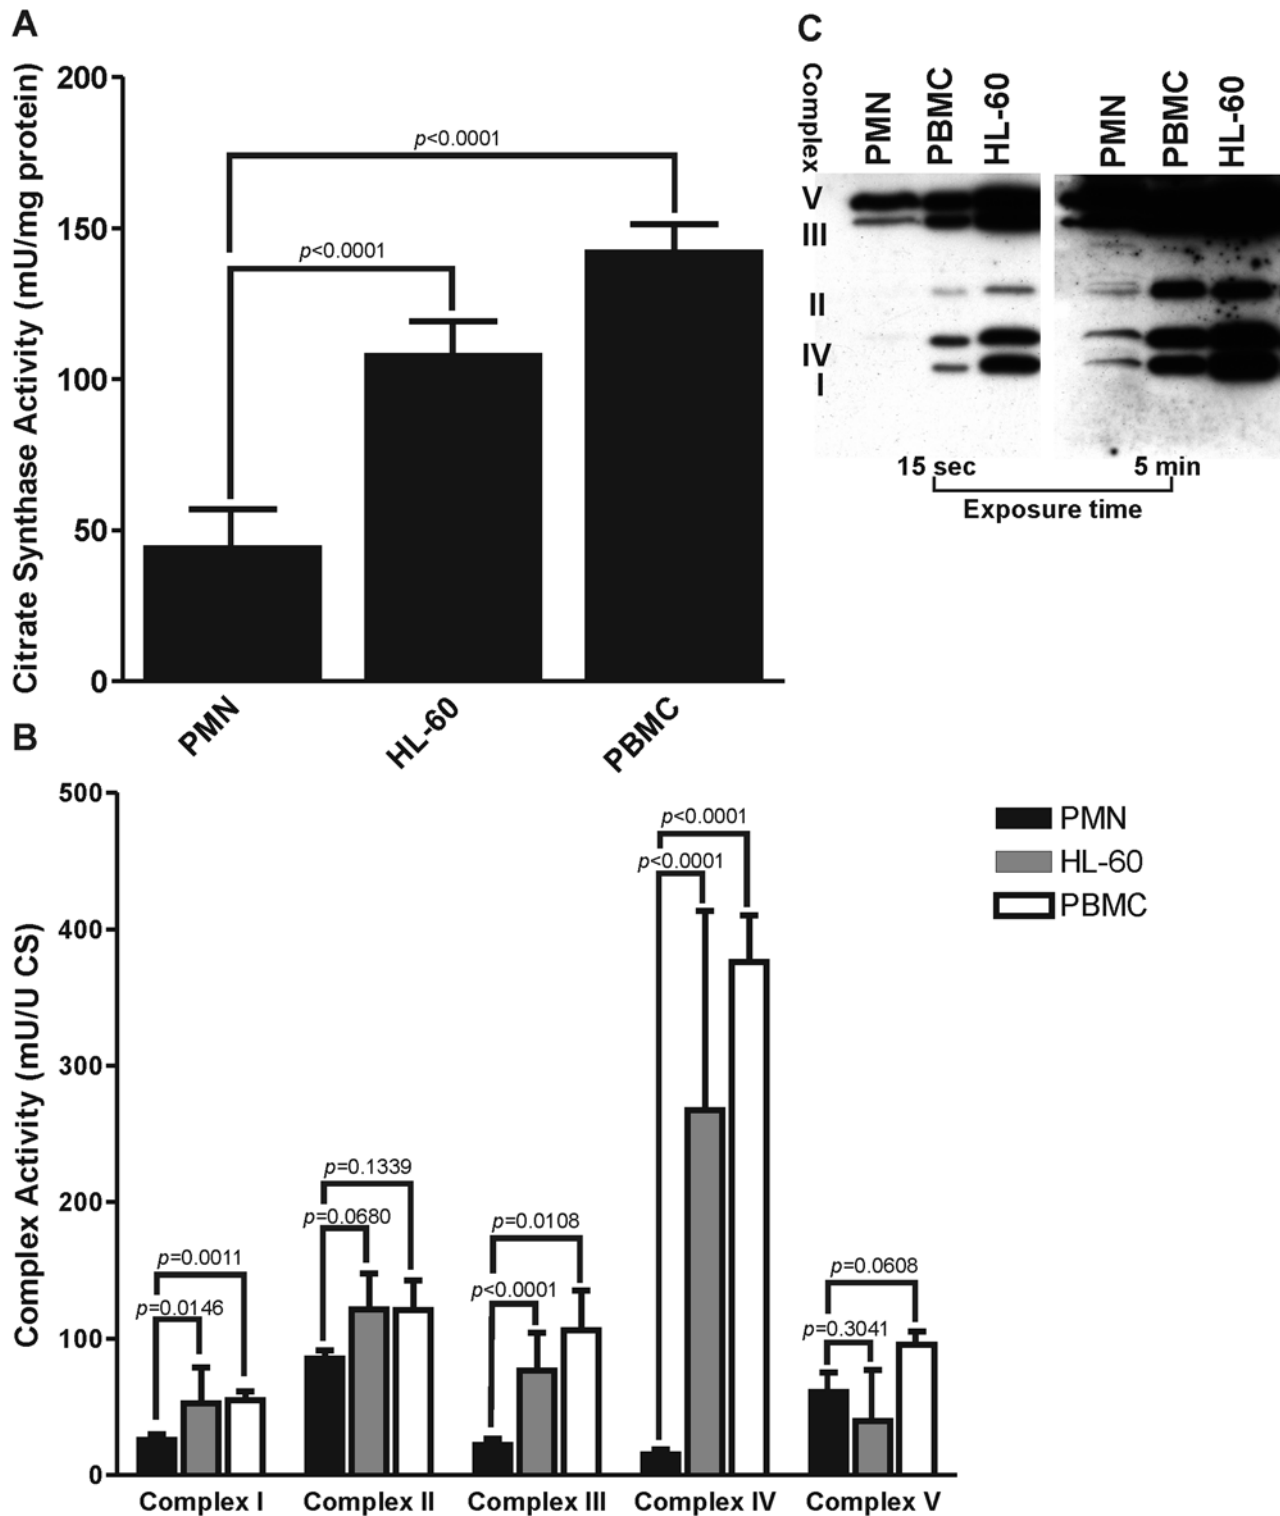 A
Citrate Synthase Activity (mU/mg protein)
200
150
100
50
0
p<0.0001
p<0.0001
PMN
HL-60
PBMC
C
Complex
PMN
PBMC
HL-60
PMN
PBMC
HL-60
V
III
II
IV
I
15 sec
5 min
Exposure time
B
Complex Activity (mU/U CS)
500
400
300
200
100
0
p=0.0011
p=0.0146
p=0.1339
p=0.0680
p=0.0108
p<0.0001
p<0.0001
p<0.0001
p=0.0608
p=0.3041
Complex I
Complex II
Complex III
Complex IV
Complex V
PMN
HL-60
PBMC